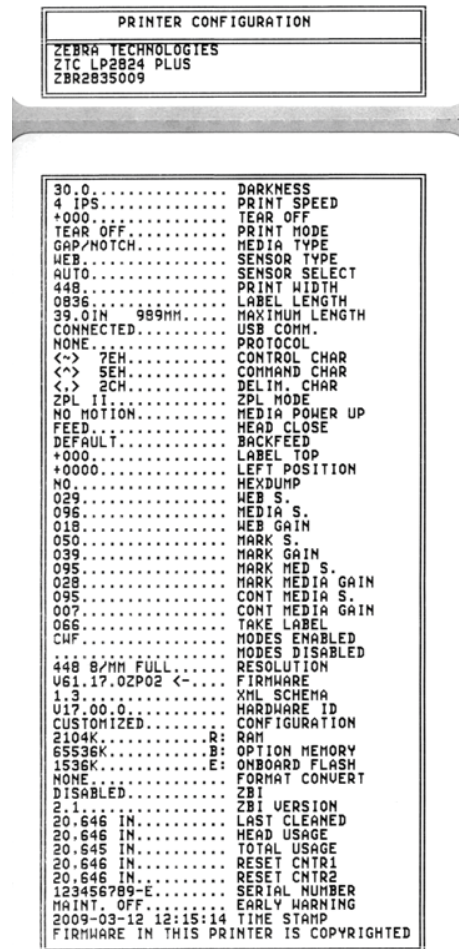 PRINTER CONFIGURATION
ZEBRA TECHNOLOGIES
ZTC LP2824 PLUS
ZBR2835009
30.0............... DARKNESS
4 IPS.............. PRINT SPEED
+000............... TEAR OFF
TEAR OFF........... PRINT MODE
GAP/NOTCH.......... MEDIA TYPE
WEB................ SENSOR TYPE
AUTO............... SENSOR SELECT
448................ PRINT WIDTH
0836............... LABEL LENGTH
39.0IN   989MM..... MAXIMUM LENGTH
CONNECTED.......... USB COMM.
NONE............... PROTOCOL
<~>  7EH........... CONTROL CHAR
<^>  5EH........... COMMAND CHAR
<,>  2CH........... DELIM. CHAR
ZPL II............. ZPL MODE
NO MOTION.......... MEDIA POWER UP
FEED............... HEAD CLOSE
DEFAULT............ BACKFEED
+000............... LABEL TOP
+0000.............. LEFT POSITION
NO................. HEXDUMP
029................ WEB S.
096................ MEDIA S.
018................ WEB GAIN
050................ MARK S.
039................ MARK GAIN
095................ MARK MED S.
028................ MARK MEDIA GAIN
095................ CONT MEDIA S.
007................ CONT MEDIA GAIN
066................ TAKE LABEL
CWF................ MODES ENABLED
................... MODES DISABLED
448 8/MM FULL...... RESOLUTION
V61.17.0ZP02 <-.... FIRMWARE
1.3................ XML SCHEMA
V17.00.0........... HARDWARE ID
CUSTOMIZED......... CONFIGURATION
2104K............R: RAM
65536K...........B: OPTION MEMORY
1536K............E: ONBOARD FLASH
NONE............... FORMAT CONVERT
DISABLED........... ZBI
2.1................ ZBI VERSION
20.646 IN.......... LAST CLEANED
20.646 IN.......... HEAD USAGE
20.645 IN.......... TOTAL USAGE
20.646 IN.......... RESET CNTR1
20.646 IN.......... RESET CNTR2
123456789-E........ SERIAL NUMBER
MAINT. OFF......... EARLY WARNING
2009-03-12 12:15:14 TIME STAMP
FIRMWARE IN THIS PRINTER IS COPYRIGHTED